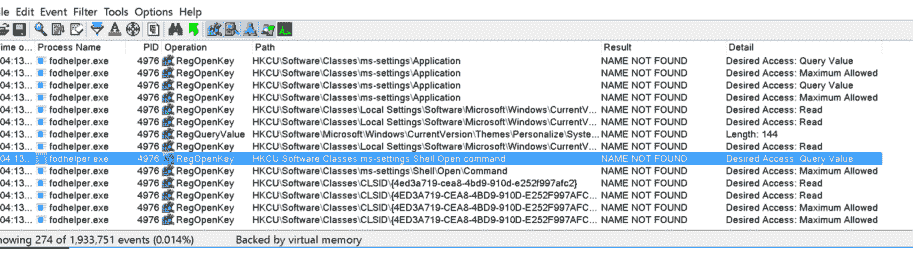 le Edit Event Filter Tools Options Help
ime o... Process Name PID Operation Path Result Detail
04:13... fodhelper.exe 4976 RegOpenKey HKCU\Software\Classes\ms-settings\Application NAME NOT FOUND Desired Access: Query Value
04:13... fodhelper.exe 4976 RegOpenKey HKCU\Software\Classes\ms-settings\Application NAME NOT FOUND Desired Access: Maximum Allowed
04:13... fodhelper.exe 4976 RegOpenKey HKCU\Software\Classes\ms-settings\Application NAME NOT FOUND Desired Access: Query Value
04:13... fodhelper.exe 4976 RegOpenKey HKCU\Software\Classes\ms-settings\Application NAME NOT FOUND Desired Access: Maximum Allowed
04:13... fodhelper.exe 4976 RegOpenKey HKCU\Software\Classes\Local Settings\Software\Microsoft\Windows\CurrentV... NAME NOT FOUND Desired Access: Read
04:13... fodhelper.exe 4976 RegOpenKey HKCU\Software\Classes\Local Settings\Software\Microsoft\Windows\CurrentV... NAME NOT FOUND Desired Access: Read
04:13... fodhelper.exe 4976 RegQueryValue HKCU\Software\Microsoft\Windows\CurrentVersion\Themes\Personalize\Syste... NAME NOT FOUND Length: 144
04:13... fodhelper.exe 4976 RegOpenKey HKCU\Software\Classes\Local Settings\Software\Microsoft\Windows\CurrentV... NAME NOT FOUND Desired Access: Read
04:13... fodhelper.exe 4976 RegOpenKey HKCU\Software\Classes\ms-settings\Shell\Open\command NAME NOT FOUND Desired Access: Query Value
04:13... fodhelper.exe 4976 RegOpenKey HKCU\Software\Classes\ms-settings\Shell\Open\Command NAME NOT FOUND Desired Access: Maximum Allowed
04:13... fodhelper.exe 4976 RegOpenKey HKCU\Software\Classes\CLSID\{4ed3a719-cea8-4bd9-910d-e252f997afc2} NAME NOT FOUND Desired Access: Read
04:13... fodhelper.exe 4976 RegOpenKey HKCU\Software\Classes\CLSID\{4ED3A719-CEA8-4BD9-910D-E252F997AFC... NAME NOT FOUND Desired Access: Read
04:13... fodhelper.exe 4976 RegOpenKey HKCU\Software\Classes\CLSID\{4ED3A719-CEA8-4BD9-910D-E252F997AFC... NAME NOT FOUND Desired Access: Maximum Allowed
04:13... fodhelper.exe 4976 RegOpenKey HKCU\Software\Classes\CLSID\{4ED3A719-CEA8-4BD9-910D-E252F997AFC... NAME NOT FOUND Desired Access: Maximum Allowed
howing 274 of 1,933,751 events (0.014%) Backed by virtual memory